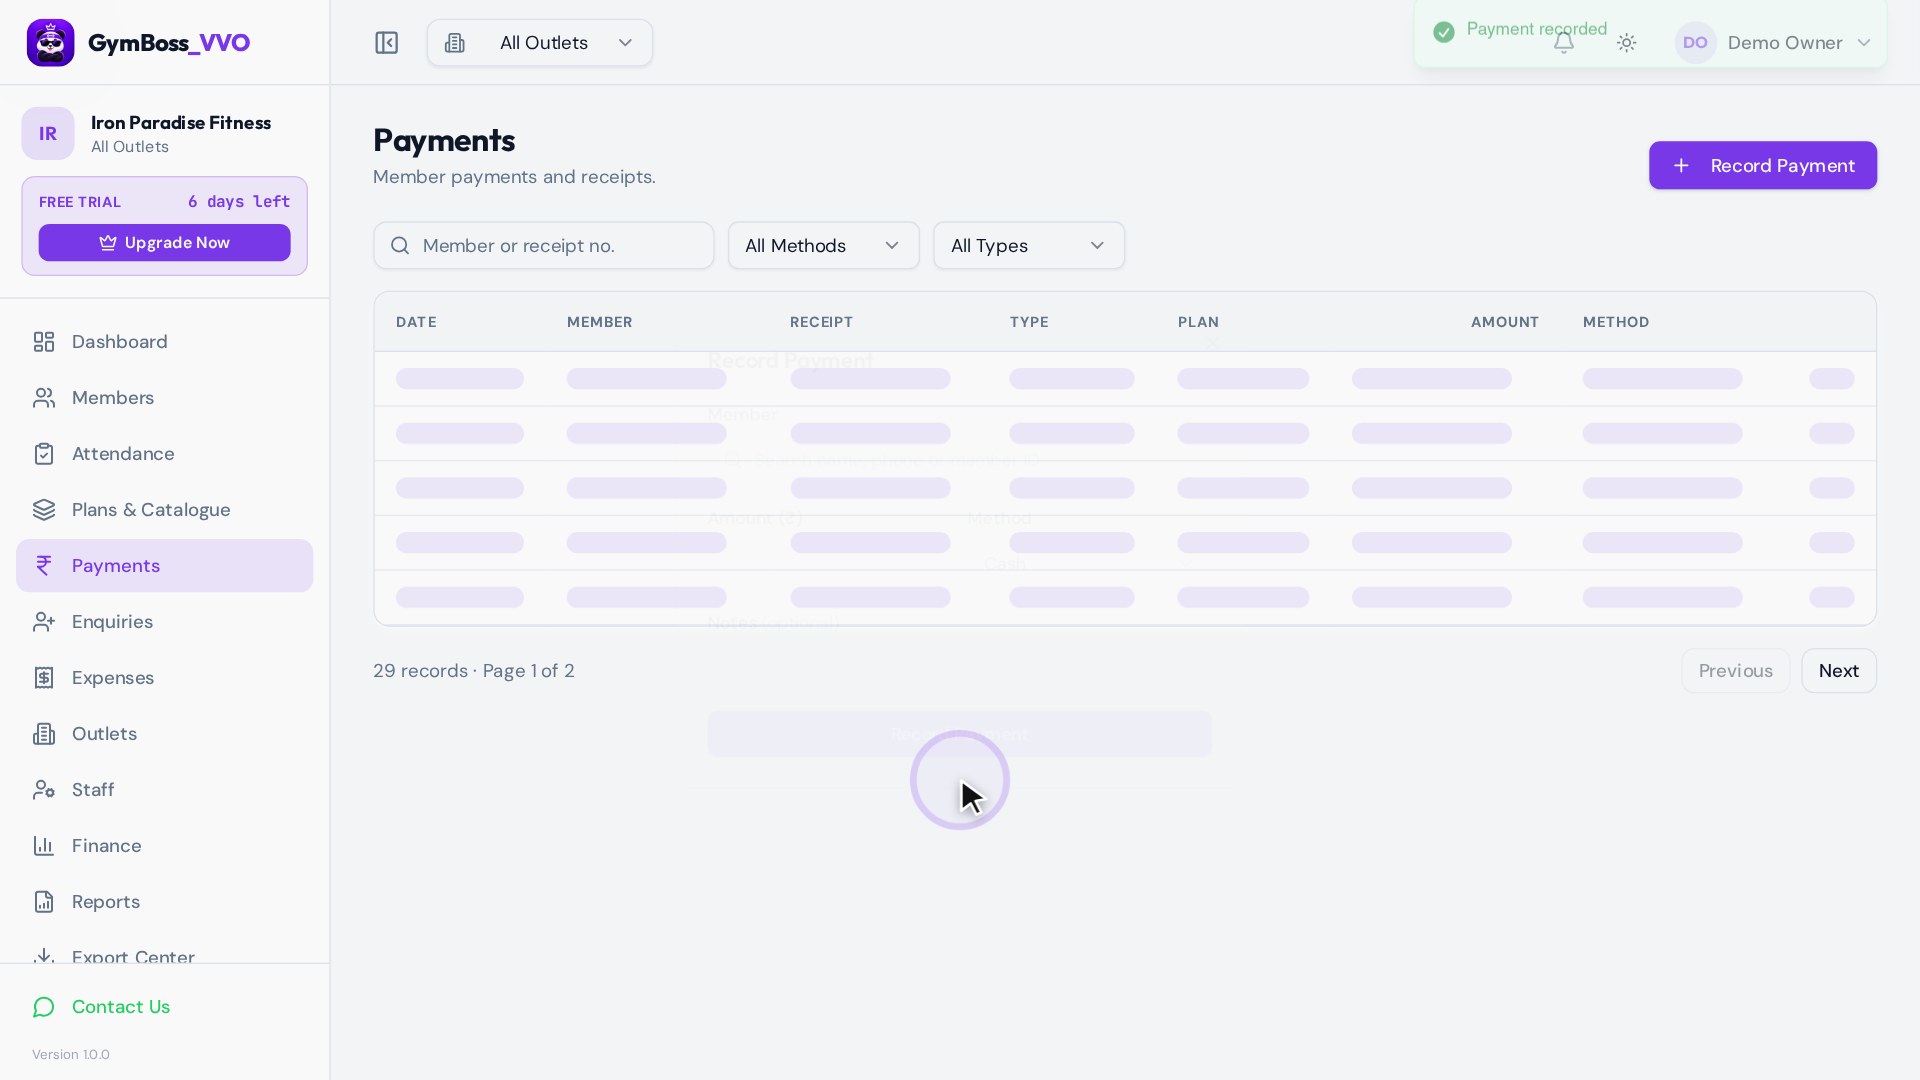 GymBoss_VVO
All Outlets
Payment recorded
DO
Demo Owner
IR
Iron Paradise Fitness
All Outlets
FREE TRIAL
6 days left
Upgrade Now
Dashboard
Members
Attendance
Plans & Catalogue
Payments
Enquiries
Expenses
Outlets
Staff
Finance
Reports
Export Center
Contact Us
Version 1.0.0
Payments
Member payments and receipts.
Record Payment
Member or receipt no.
All Methods
All Types
DATE MEMBER RECEIPT TYPE PLAN AMOUNT METHOD
Record Payment
Member
Amount (₹)
Method
Cash
Notes
29 records · Page 1 of 2
Previous
Next
Record Payment